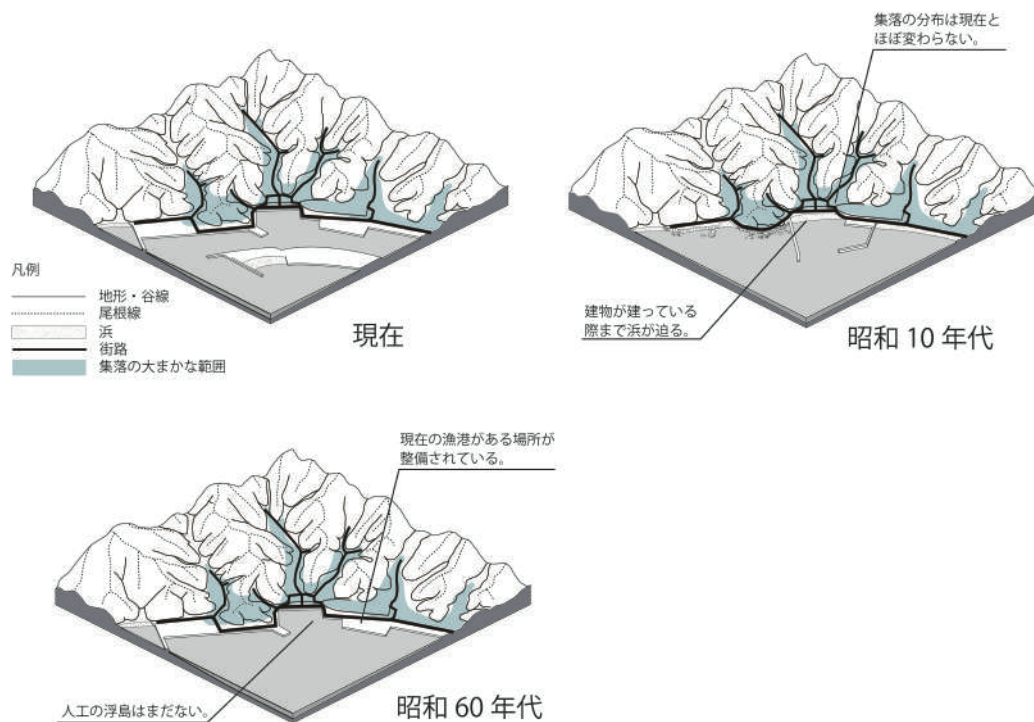 集落の分布は現在と
ほぼ変わらない。
凡例
地形・谷線
尾根線
浜
街路
集落の大まかな範囲
現在
建物が建っている
際まで浜が迫る。
昭和 10 年代
現在の漁港がある場所が
整備されている。
人工の浮島はまだない。
昭和 60 年代